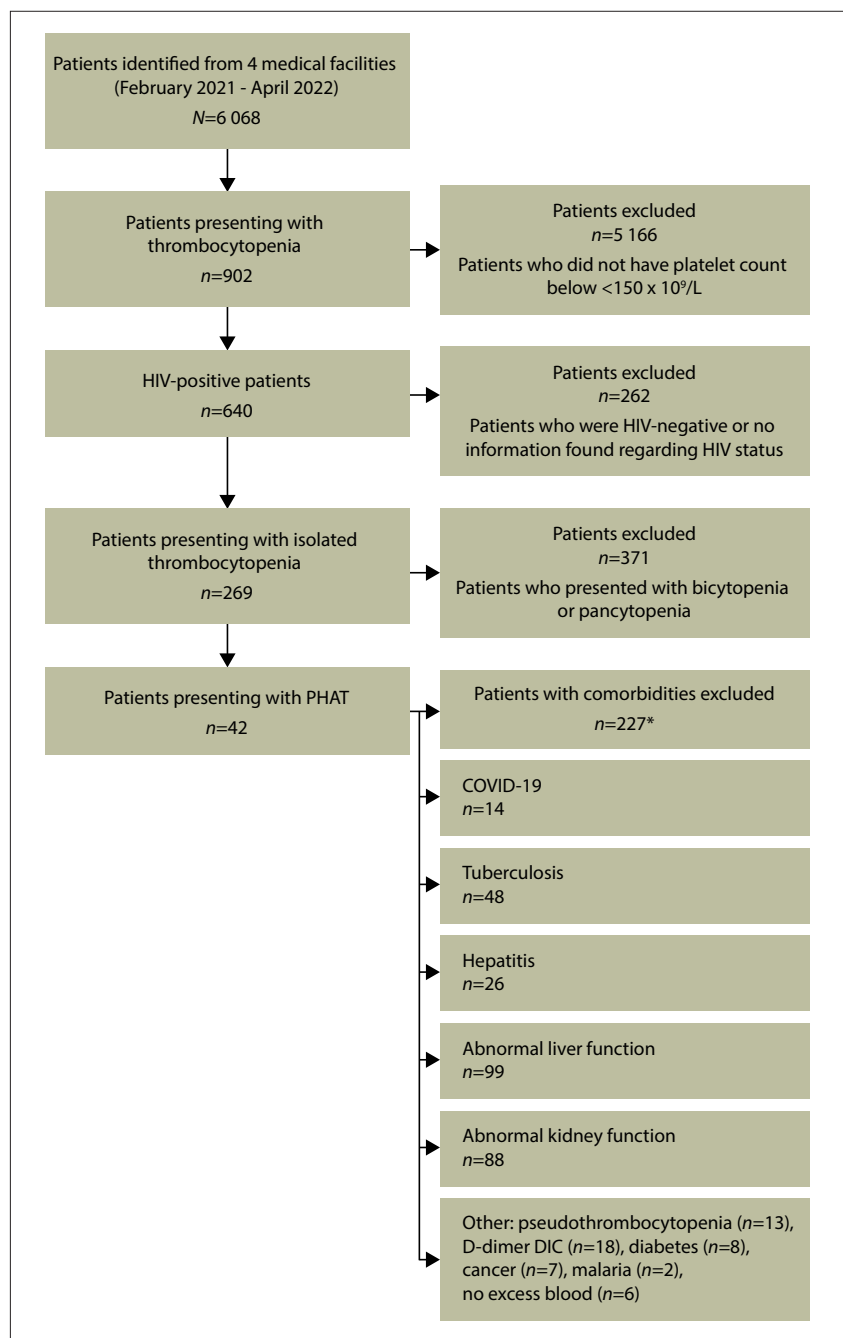 Patients identified from 4 medical facilities
(February 2021 - April 2022)
N=6 068
Patients presenting with
thrombocytopenia
n=902
Patients excluded
n=5 166
Patients who did not have platelet count
below <150 x 10⁹/L
HIV-positive patients
n=640
Patients excluded
n=262
Patients who were HIV-negative or no
information found regarding HIV status
Patients presenting with isolated
thrombocytopenia
n=269
Patients excluded
n=371
Patients who presented with bicytopenia
or pancytopenia
Patients presenting with PHAT
n=42
Patients with comorbidities excluded
n=227*
COVID-19
n=14
Tuberculosis
n=48
Hepatitis
n=26
Abnormal liver function
n=99
Abnormal kidney function
n=88
Other: pseudothrombocytopenia (n=13),
D-dimer DIC (n=18), diabetes (n=8),
cancer (n=7), malaria (n=2),
no excess blood (n=6)